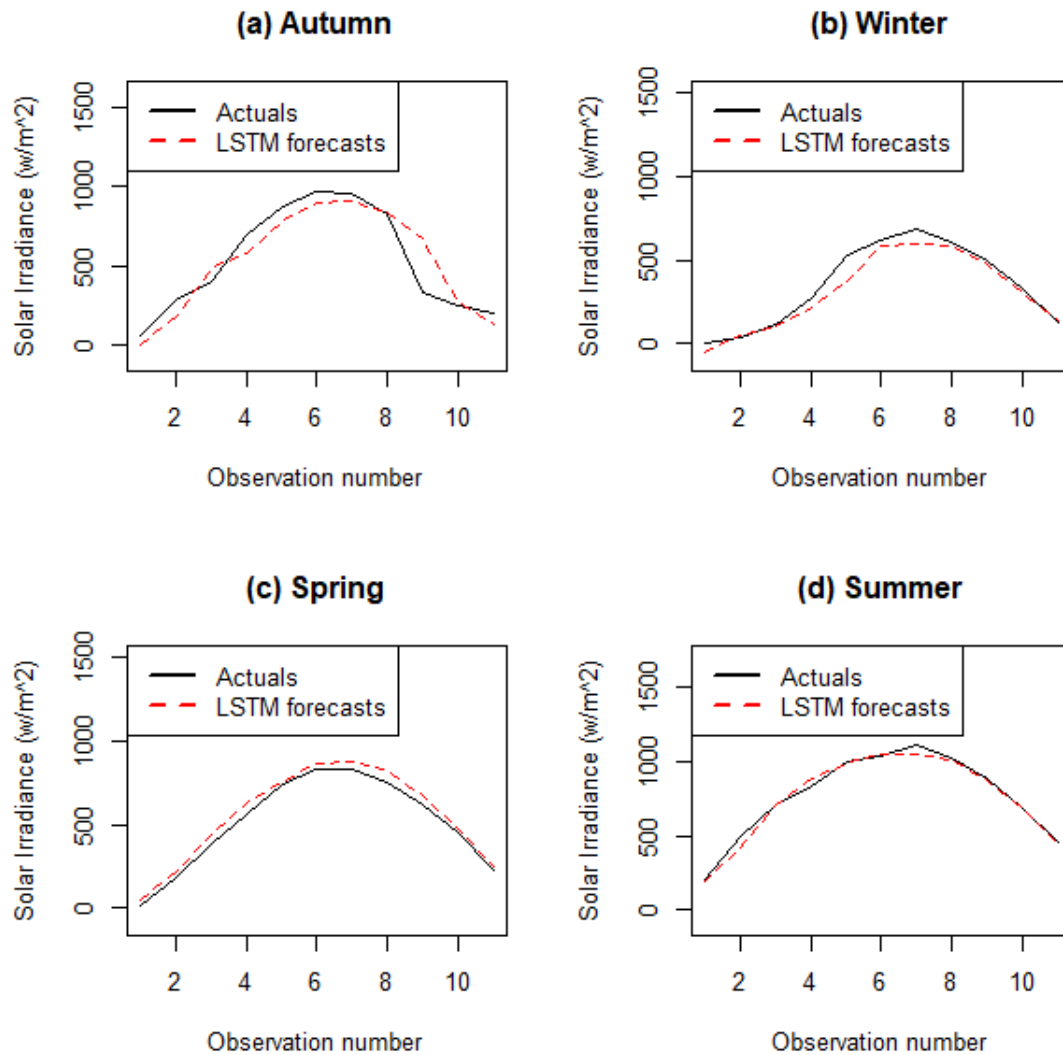 (a) Autumn
Solar Irradiance (w/m^2)
1500
1000
500
0
Actuals
LSTM forecasts
2 4 6 8 10
Observation number
(b) Winter
Solar Irradiance (w/m^2)
1500
1000
500
0
Actuals
LSTM forecasts
2 4 6 8 10
Observation number
(c) Spring
Solar Irradiance (w/m^2)
1500
1000
500
0
Actuals
LSTM forecasts
2 4 6 8 10
Observation number
(d) Summer
Solar Irradiance (w/m^2)
1500
1000
500
0
Actuals
LSTM forecasts
2 4 6 8 10
Observation number